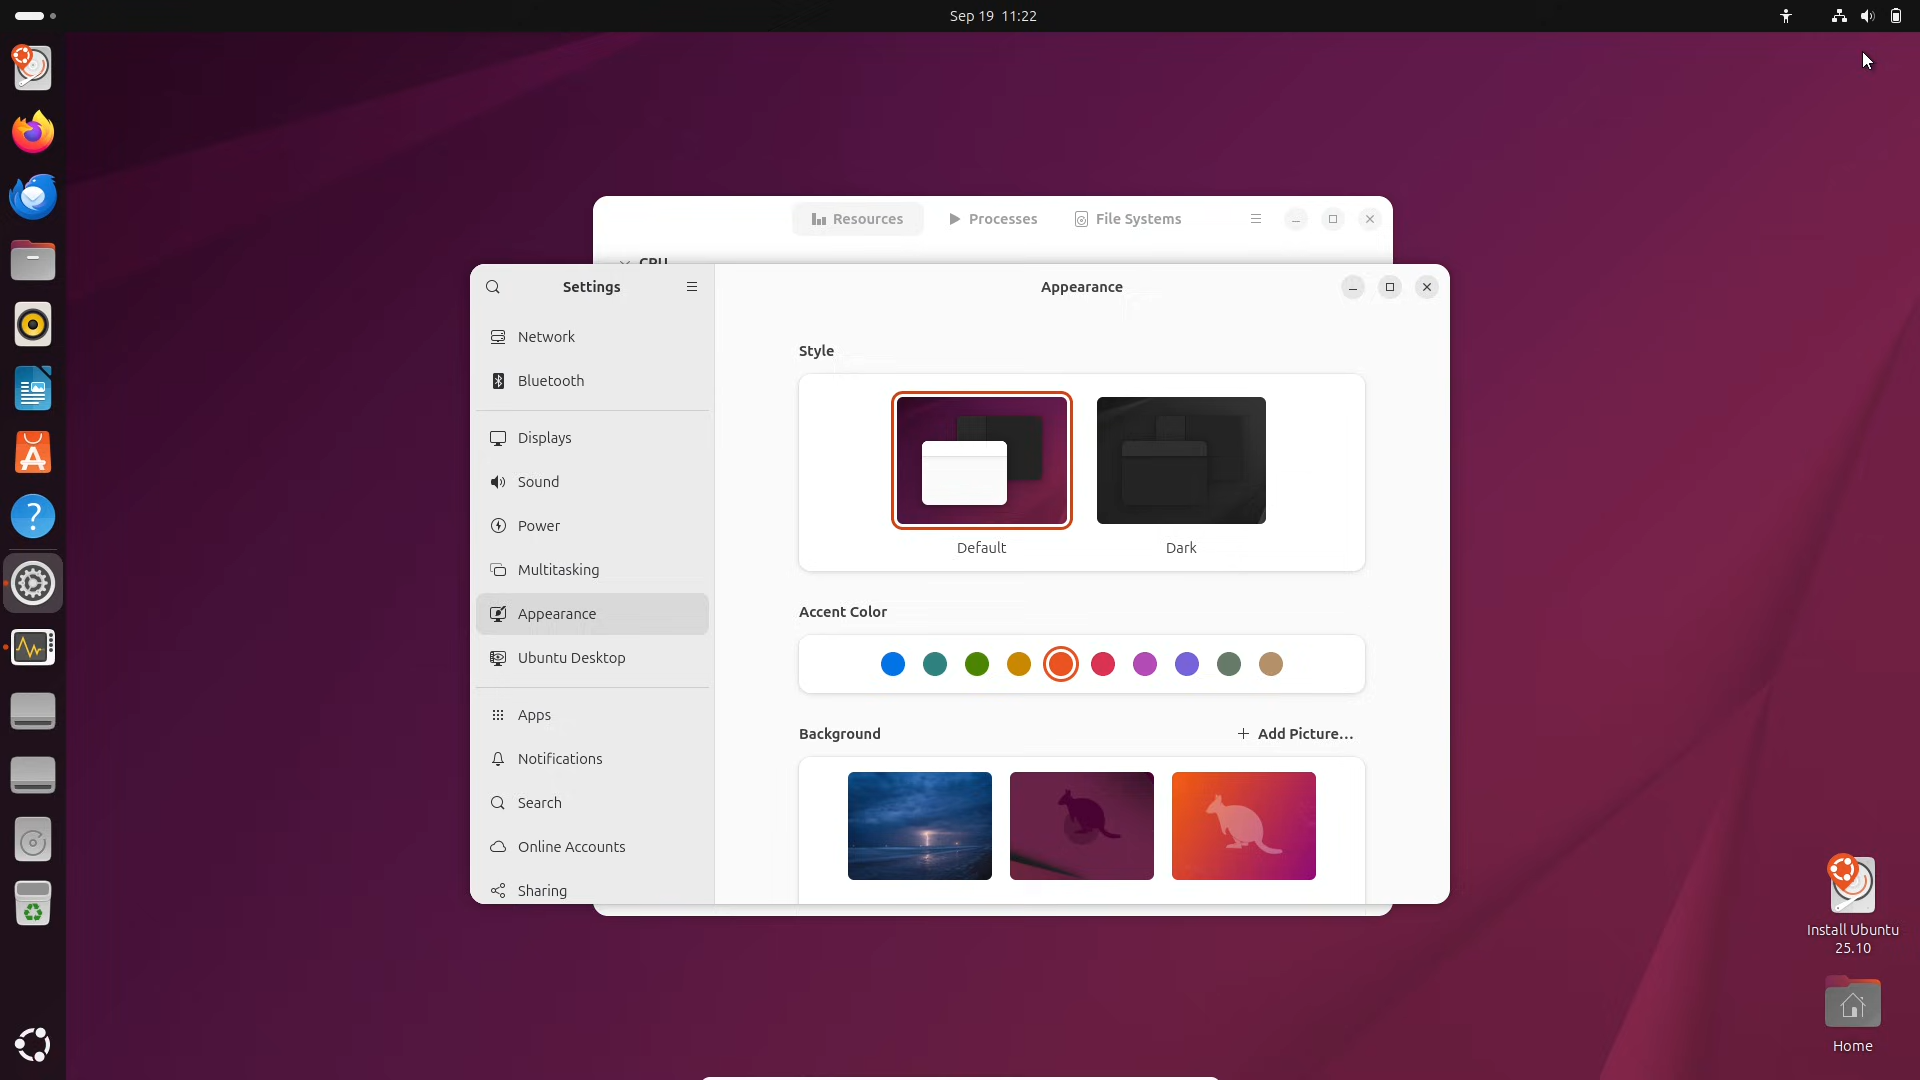 Sep 19 11:22
Resources
Processes
File Systems
CPU
Settings
Appearance
Network
Bluetooth
Displays
Sound
Power
Multitasking
Appearance
Ubuntu Desktop
Apps
Notifications
Search
Online Accounts
Sharing
Style
Default
Dark
Accent Color
Background
Add Picture...
Install Ubuntu
25.10
Home